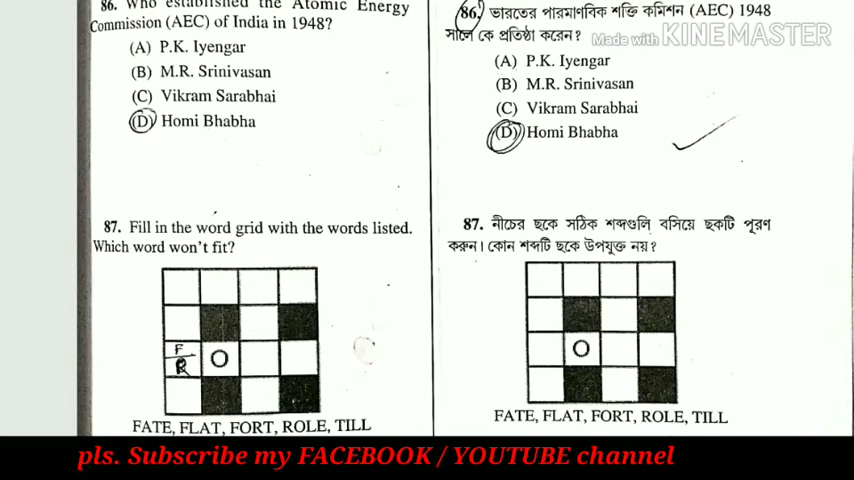 86. Who established the Atomic Energy
Commission (AEC) of India in 1948?
(A) P.K. Iyengar
(B) M.R. Srinivasan
(C) Vikram Sarabhai
(D) Homi Bhabha
87. Fill in the word grid with the words listed.
Which word won't fit?
F
O
FATE, FLAT, FORT, ROLE, TILL
86. ভারতের পারমাণবিক শক্তি কমিশন (AEC) 1948
সালে কে প্রতিষ্ঠা করেন?
Made with KINEMASTER
(A) P.K. Iyengar
(B) M.R. Srinivasan
(C) Vikram Sarabhai
(D) Homi Bhabha
87. নীচের ছকে সঠিক শব্দগুলি বসিয়ে ছকটি পূরণ
করুন। কোন শব্দটি ছকে উপযুক্ত নয়?
O
FATE, FLAT, FORT, ROLE, TILL
pls. Subscribe my FACEBOOK / YOUTUBE channel